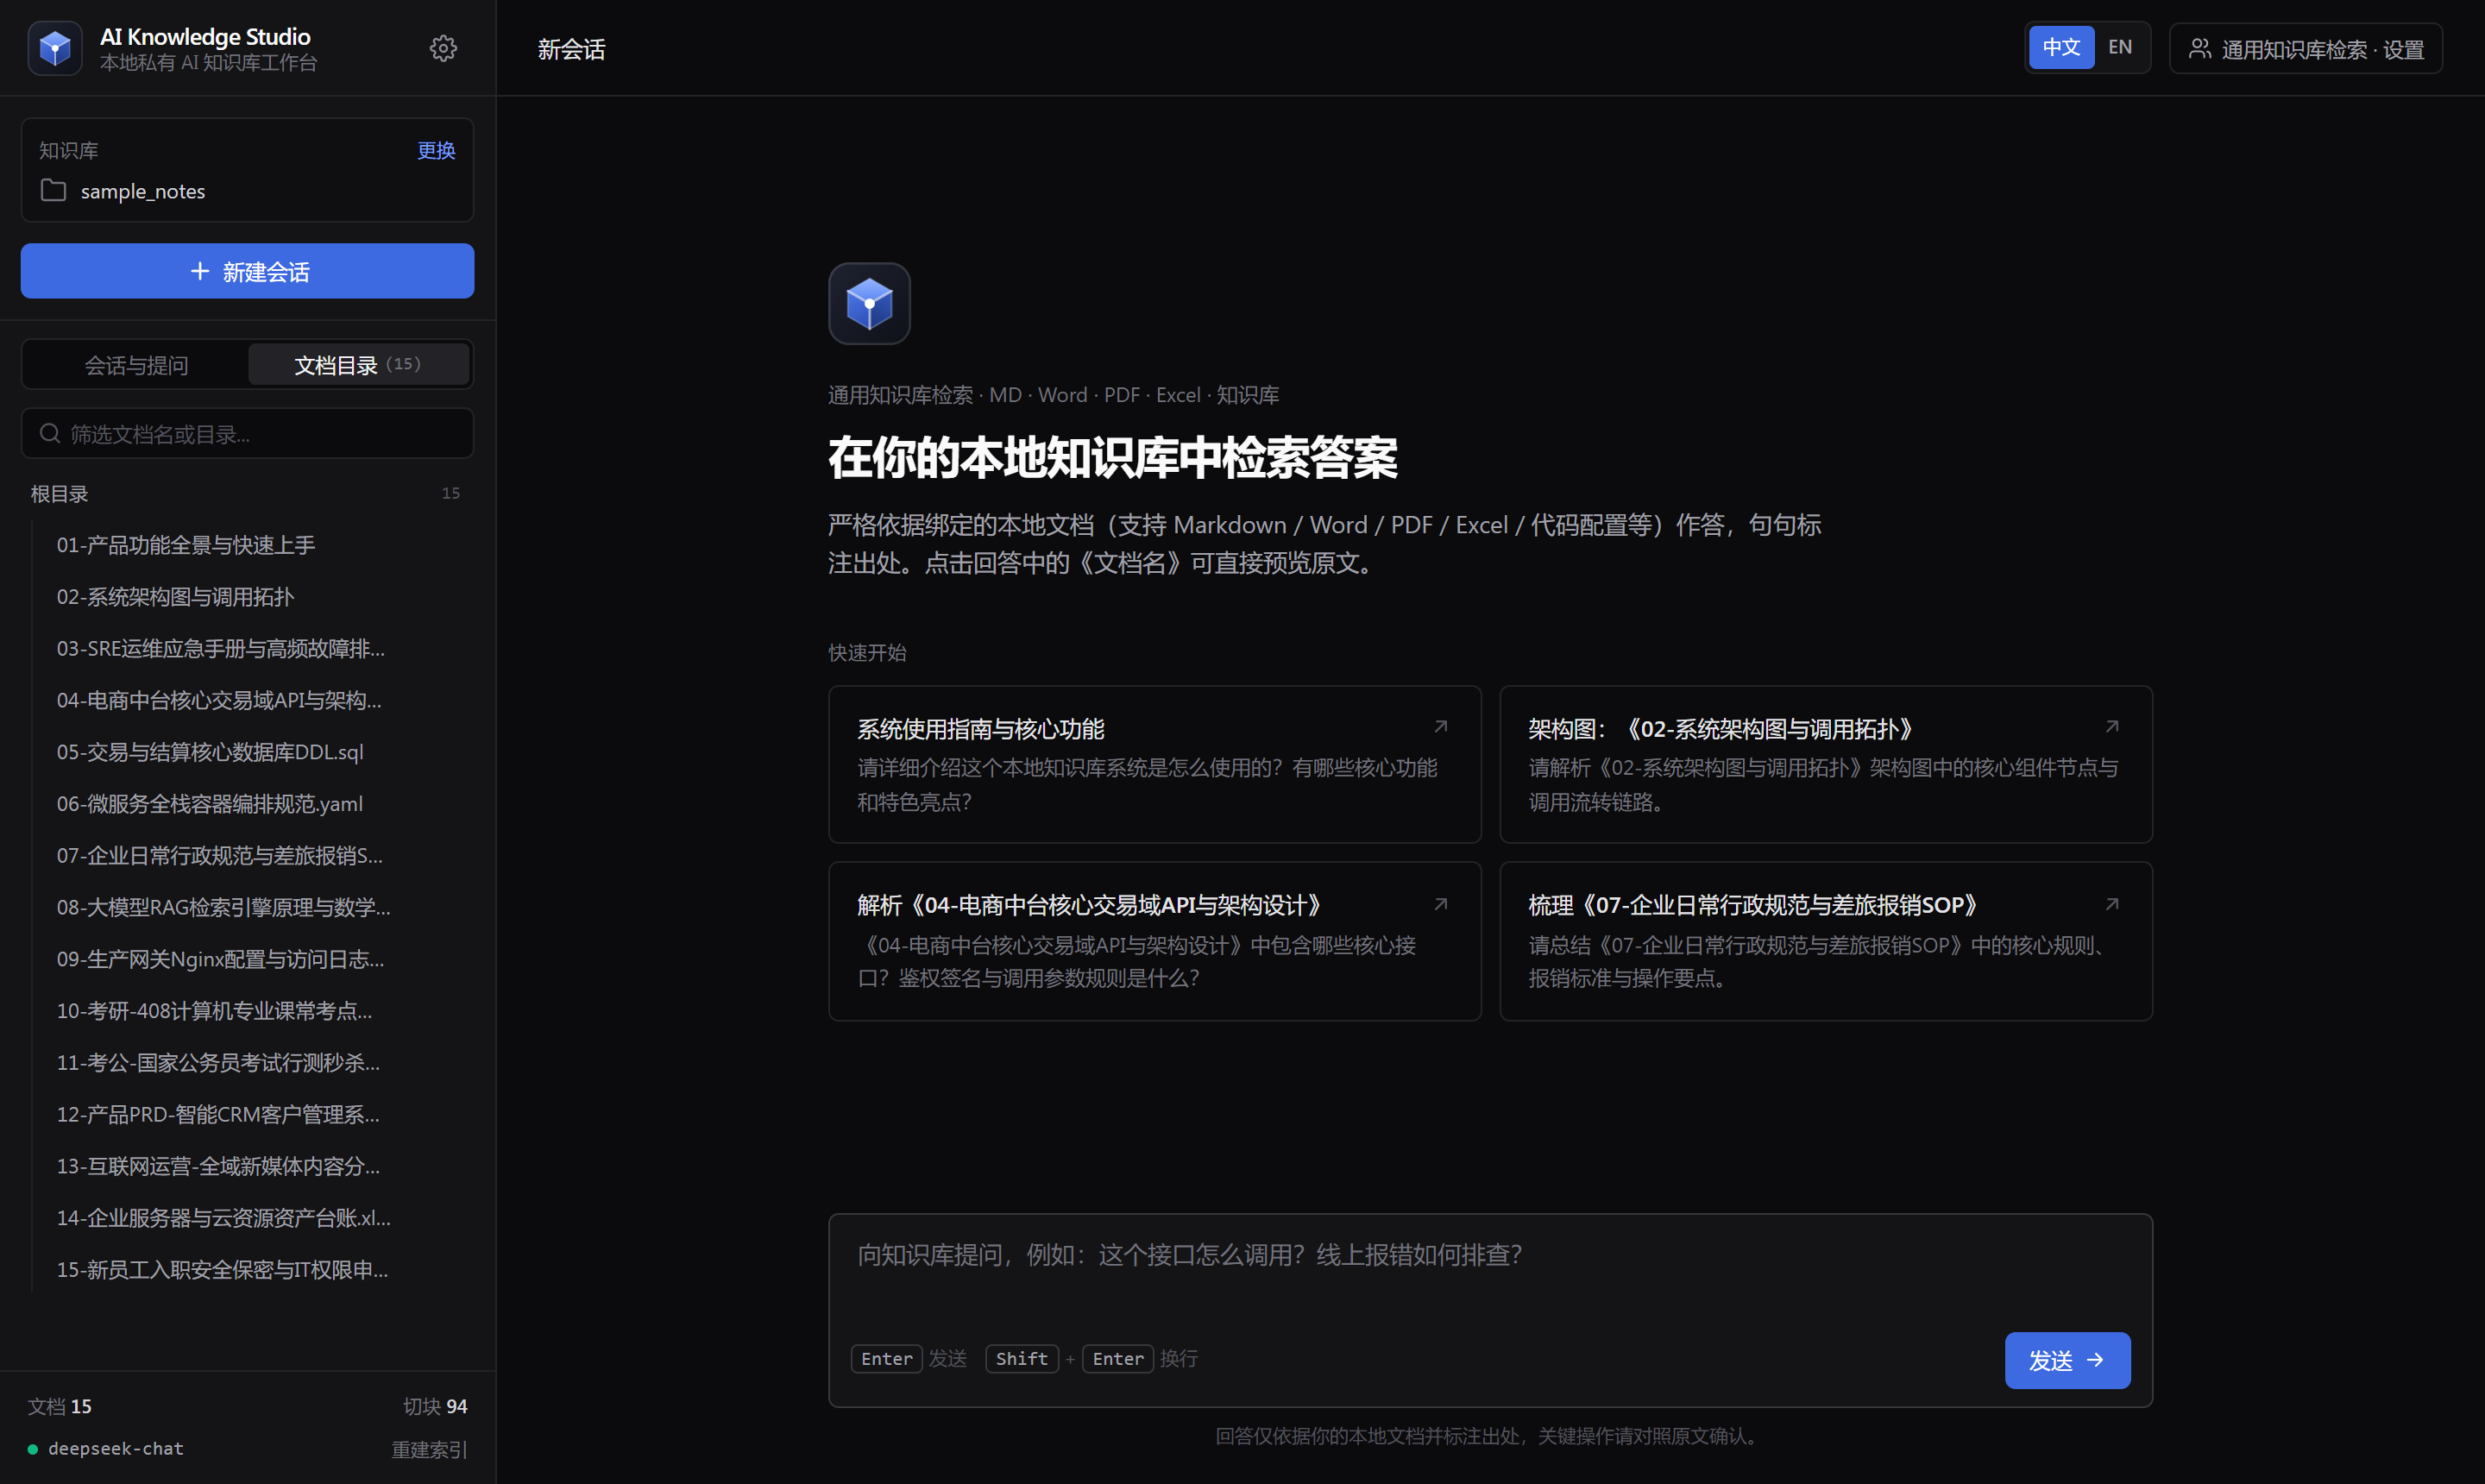 AI Knowledge Studio
本地私有 AI 知识库工作台
知识库
更换
sample_notes
新建会话
会话与提问
文档目录 (15)
筛选文档名或目录...
根目录
15
01-产品功能全景与快速上手
02-系统架构图与调用拓扑
03-SRE运维应急手册与高频故障排...
04-电商中台核心交易域API与架构...
05-交易与结算核心数据库DDL.sql
06-微服务全栈容器编排规范.yaml
07-企业日常行政规范与差旅报销S...
08-大模型RAG检索引擎原理与数学...
09-生产网关Nginx配置与访问日志...
10-考研-408计算机专业课常考点...
11-考公-国家公务员考试行测秒杀...
12-产品PRD-智能CRM客户管理系...
13-互联网运营-全域新媒体内容分...
14-企业服务器与云资源资产台账.xl...
15-新员工入职安全保密与IT权限申...
文档 15
切块 94
deepseek-chat
重建索引
新会话
中文
EN
通用知识库检索 · 设置
通用知识库检索 · MD · Word · PDF · Excel · 知识库
在你的本地知识库中检索答案
严格依据绑定的本地文档（支持 Markdown / Word / PDF / Excel / 代码配置等）作答，句句标
注出处。点击回答中的《文档名》可直接预览原文。
快速开始
系统使用指南与核心功能
请详细介绍这个本地知识库系统是怎么使用的？有哪些核心功能
和特色亮点？
架构图：《02-系统架构图与调用拓扑》
请解析《02-系统架构图与调用拓扑》架构图中的核心组件节点与
调用流转链路。
解析《04-电商中台核心交易域API与架构设计》
《04-电商中台核心交易域API与架构设计》中包含哪些核心接
口？鉴权签名与调用参数规则是什么？
梳理《07-企业日常行政规范与差旅报销SOP》
请总结《07-企业日常行政规范与差旅报销SOP》中的核心规则、
报销标准与操作要点。
向知识库提问，例如：这个接口怎么调用？线上报错如何排查？
Enter 发送 Shift + Enter 换行
发送
回答仅依据你的本地文档并标注出处，关键操作请对照原文确认。